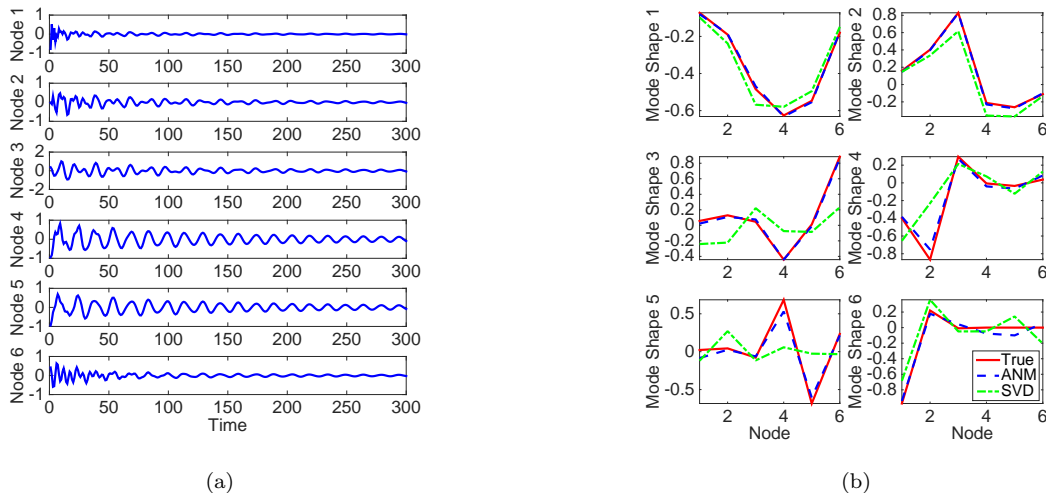 Node 1
1
0
-1
0 50 100 150 200 250 300
Node 2
1
0
-1
0 50 100 150 200 250 300
Node 3
2
0
-2
0 50 100 150 200 250 300
Node 4
1
0
-1
0 50 100 150 200 250 300
Node 5
1
0
-1
0 50 100 150 200 250 300
Node 6
1
0
-1
0 50 100 150 200 250 300
Time
(a)
Mode Shape 1
-0.2
-0.4
-0.6
2 4 6
Mode Shape 2
0.8
0.6
0.4
0.2
0
-0.2
2 4 6
Mode Shape 3
0.8
0.6
0.4
0.2
0
-0.2
-0.4
2 4 6
Mode Shape 4
0.2
0
-0.2
-0.4
-0.6
-0.8
2 4 6
Mode Shape 5
0.5
0
-0.5
2 4 6
Node
Mode Shape 6
0.2
0
-0.2
-0.4
-0.6
-0.8
2 4 6
Node
True
ANM
SVD
(b)